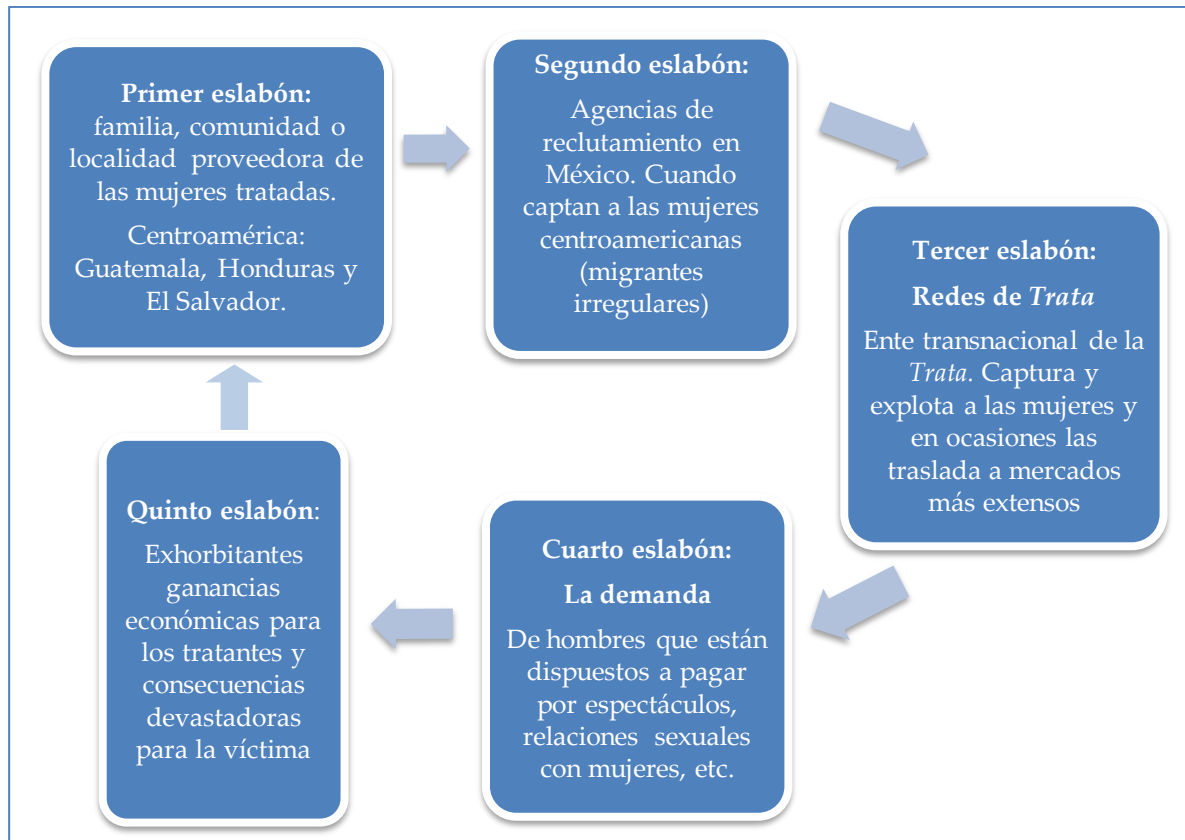 Primer eslabón:
familia, comunidad o
localidad proveedora de
las mujeres tratadas.
Centroamérica:
Guatemala, Honduras y
El Salvador.
Segundo eslabón:
Agencias de
reclutamiento en
México. Cuando
captan a las mujeres
centroamericanas
(migrantes
irregulares)
Tercer eslabón:
Redes de Trata
Ente transnacional de la
Trata. Captura y
explota a las mujeres y
en ocasiones las
traslada a mercados
más extensos
Cuarto eslabón:
La demanda
De hombres que están
dispuestos a pagar
por espectáculos,
relaciones sexuales
con mujeres, etc.
Quinto eslabón:
Exhorbitantes
ganancias
económicas para
los tratantes y
consecuencias
devastadoras
para la víctima